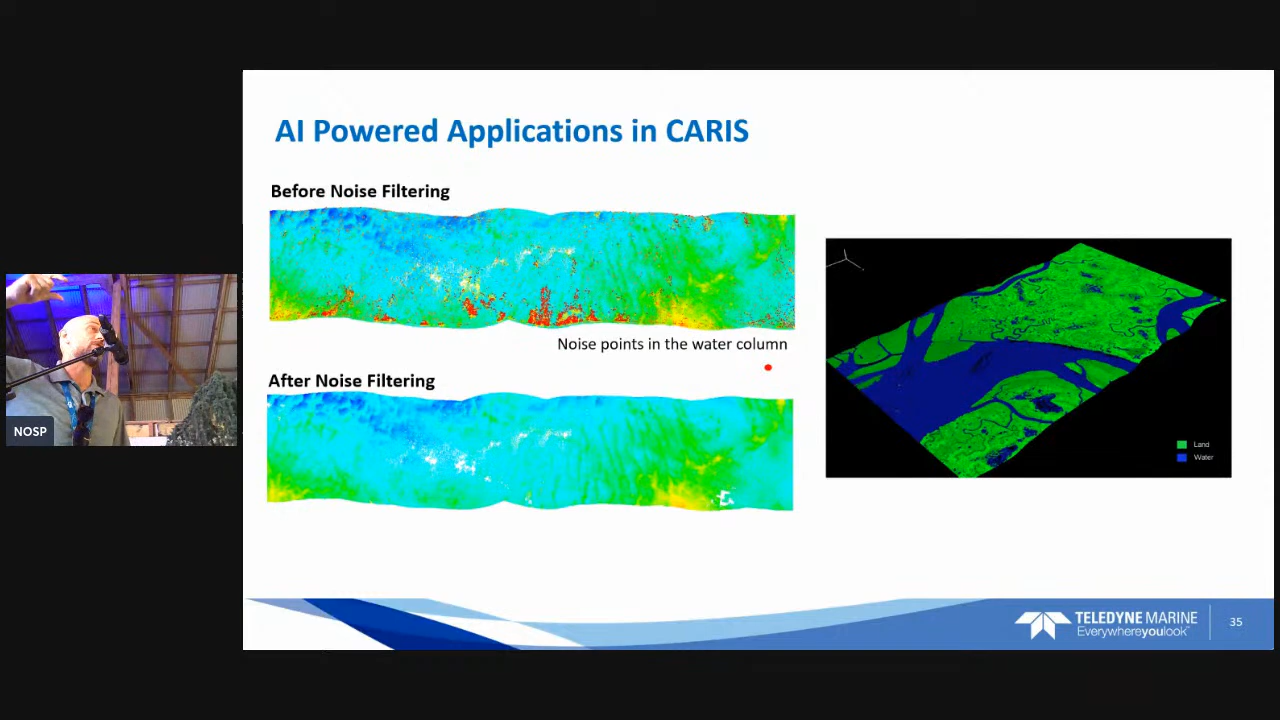 AI Powered Applications in CARIS
Before Noise Filtering
Noise points in the water column
After Noise Filtering
Land
Water
NOSP
TELEDYNE MARINE
Everywhereyoulook
35